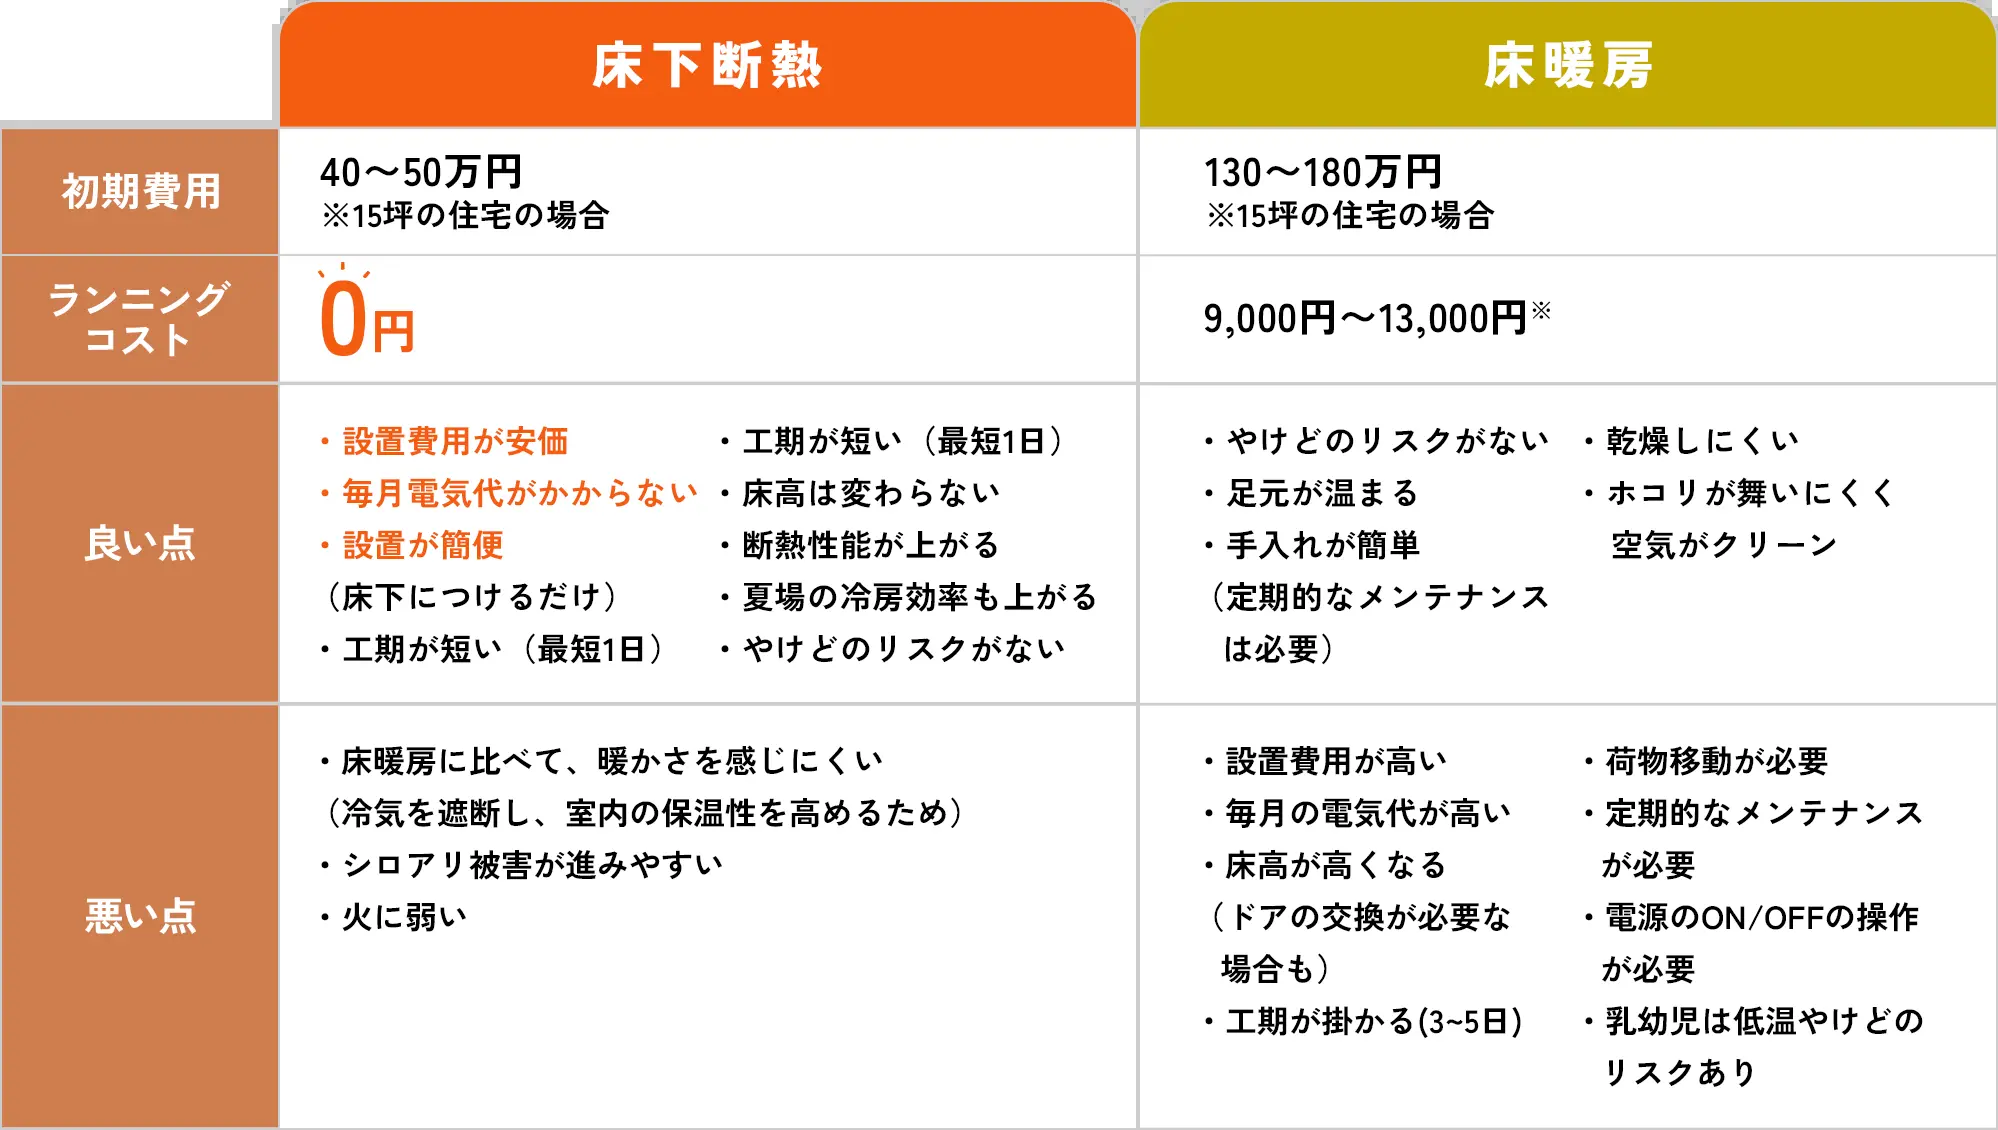 床下断熱
床暖房
初期費用
40〜50万円
※15坪の住宅の場合
130〜180万円
※15坪の住宅の場合
ランニング
コスト
0円
9,000円〜13,000円※
良い点
・設置費用が安価
・毎月電気代がかからない
・設置が簡便
（床下につけるだけ）
・工期が短い（最短1日）
・工期が短い（最短1日）
・床高は変わらない
・断熱性能が上がる
・夏場の冷房効率も上がる
・やけどのリスクがない
・やけどのリスクがない
・足元が温まる
・手入れが簡単
（定期的なメンテナンス
は必要）
・乾燥しにくい
・ホコリが舞いにくく
空気がクリーン
悪い点
・床暖房に比べて、暖かさを感じにくい
（冷気を遮断し、室内の保温性を高めるため）
・シロアリ被害が進みやすい
・火に弱い
・設置費用が高い
・毎月の電気代が高い
・床高が高くなる
（ドアの交換が必要な
場合も）
・工期が掛かる(3~5日)
・荷物移動が必要
・定期的なメンテナンス
が必要
・電源のON/OFFの操作
が必要
・乳幼児は低温やけどの
リスクあり